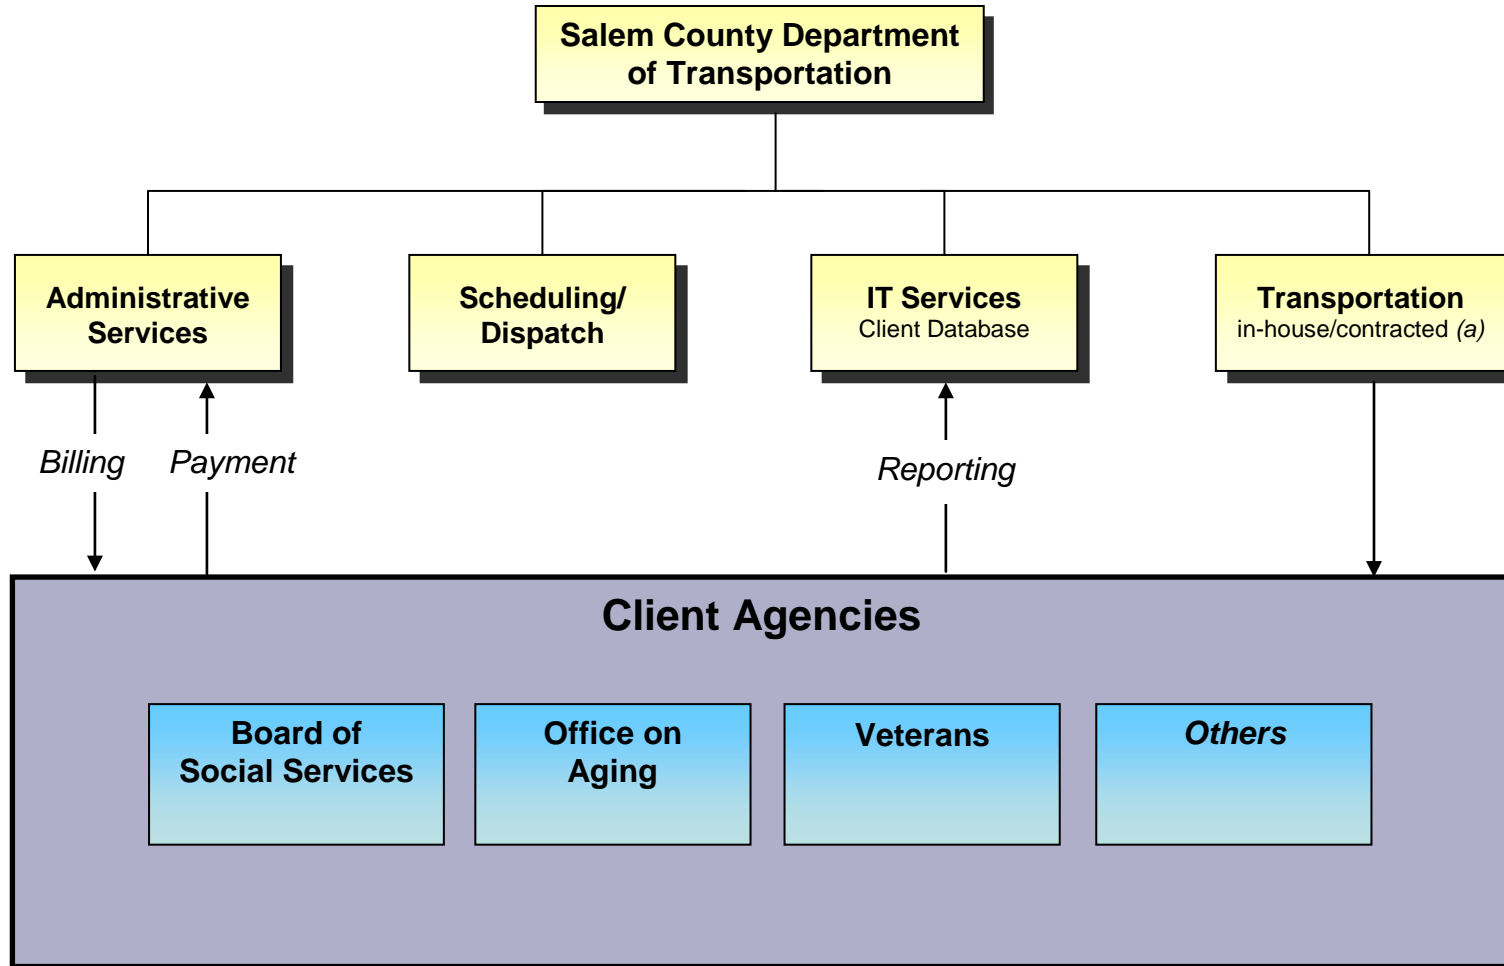 Salem County Department
of Transportation
Administrative
Services
Scheduling/
Dispatch
IT Services
Client Database
Transportation
in-house/contracted (a)
Billing
Payment
Reporting
Client Agencies
Board of
Social Services
Office on
Aging
Veterans
Others